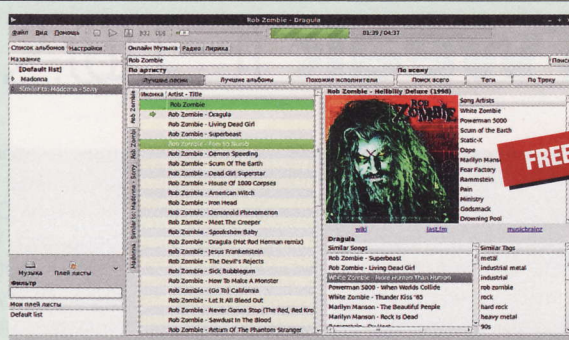 Rob Zombie - Dragula
Файл Вид Помощь
01:39 / 04:37
Список альбомов Настройки
Название
[Default list]
Madonna
Similar to: Madonna - Sorry
Музыка Плей листы
Фильтр
Мои плей листы
Default list
Онлайн Музыка Радио Лирика
Rob Zombie
Поиск
По артисту По всему
Лучшие песни Лучшие альбомы Похожие исполнители Поиск всего Теги По Треку
Иконка Artist - Title
Rob Zombie
Rob Zombie - Dragula
Rob Zombie - Living Dead Girl
Rob Zombie - Superbeast
Rob Zombie - Demon Speeding
Rob Zombie - Scum Of The Earth
Rob Zombie - Dead Girl Superstar
Rob Zombie - House Of 1000 Corpses
Rob Zombie - American Witch
Rob Zombie - Iron Head
Rob Zombie - Demonoid Phenomenon
Rob Zombie - Meet The Creeper
Rob Zombie - Spookshow Baby
Rob Zombie - Dragula (Hot Rod Herman remix)
Rob Zombie - Jesus Frankenstein
Rob Zombie - The Devil's Rejects
Rob Zombie - Sick Bubblegum
Rob Zombie - How To Make A Monster
Rob Zombie - (Go To) California
Rob Zombie - Let It All Bleed Out
Rob Zombie - Never Gonna Stop (The Red, Red Kro
Rob Zombie - Sawdust In The Blood
Rob Zombie - Return Of The Phantom Stranger
Rob Zombie - Hellbilly Deluxe (1998)
ROB ZOMBIE
Song Artists
White Zombie
Powerman 5000
Scum of the Earth
Static-X
Dope
Marilyn Mans
Fear Factory
Rammstein
Pain
Ministry
Godsmack
Drowning Pool
FREE
wiki last.fm musicbrainz
Dragula
Similar Songs
Rob Zombie - Superbeast
Rob Zombie - Living Dead Girl
White Zombie - More Human Than Human
Powerman 5000 - When Worlds Collide
White Zombie - Thunder Kiss '65
Marilyn Manson - The Beautiful People
Marilyn Manson - Rock Is Dead
Similar Tags
metal
industrial metal
industrial
rob zombie
rock
hard rock
heavy metal
90s